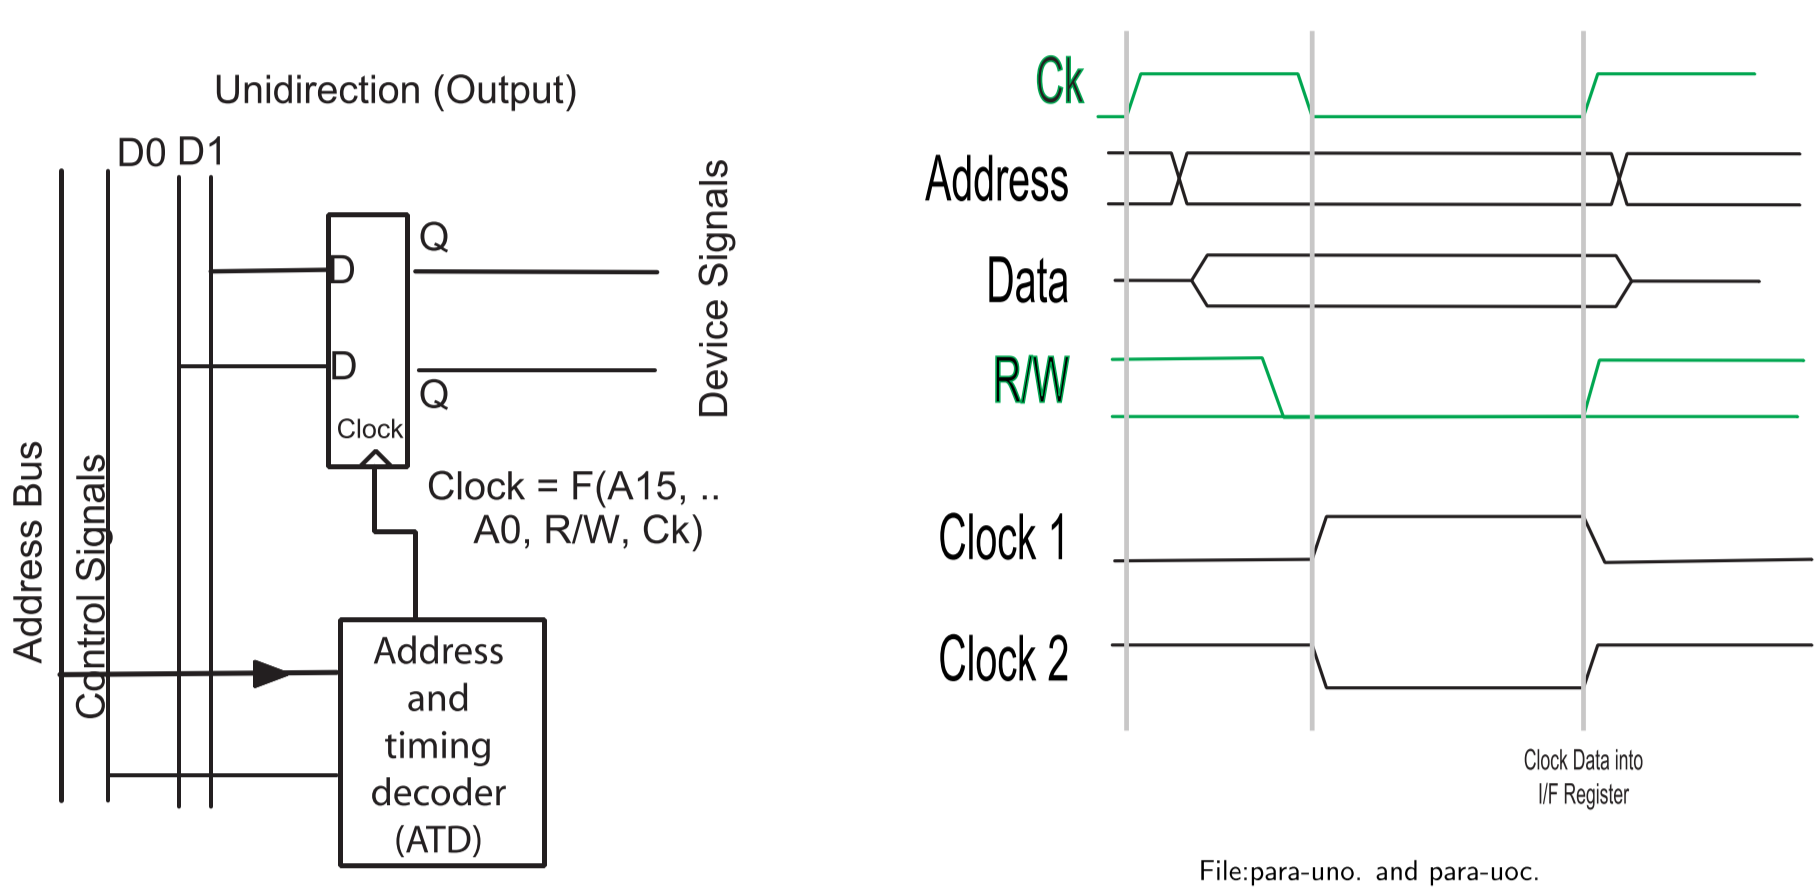 Unidirection (Output)
D0 D1
Q
D
D
Q
Clock
Device Signals
Address Bus
Control Signals
Clock = F(A15, ..
A0, R/W, Ck)
Address
and
timing
decoder
(ATD)
Ck
Address
Data
R/W
Clock 1
Clock 2
Clock Data into
I/F Register
File:para-uno. and para-uoc.